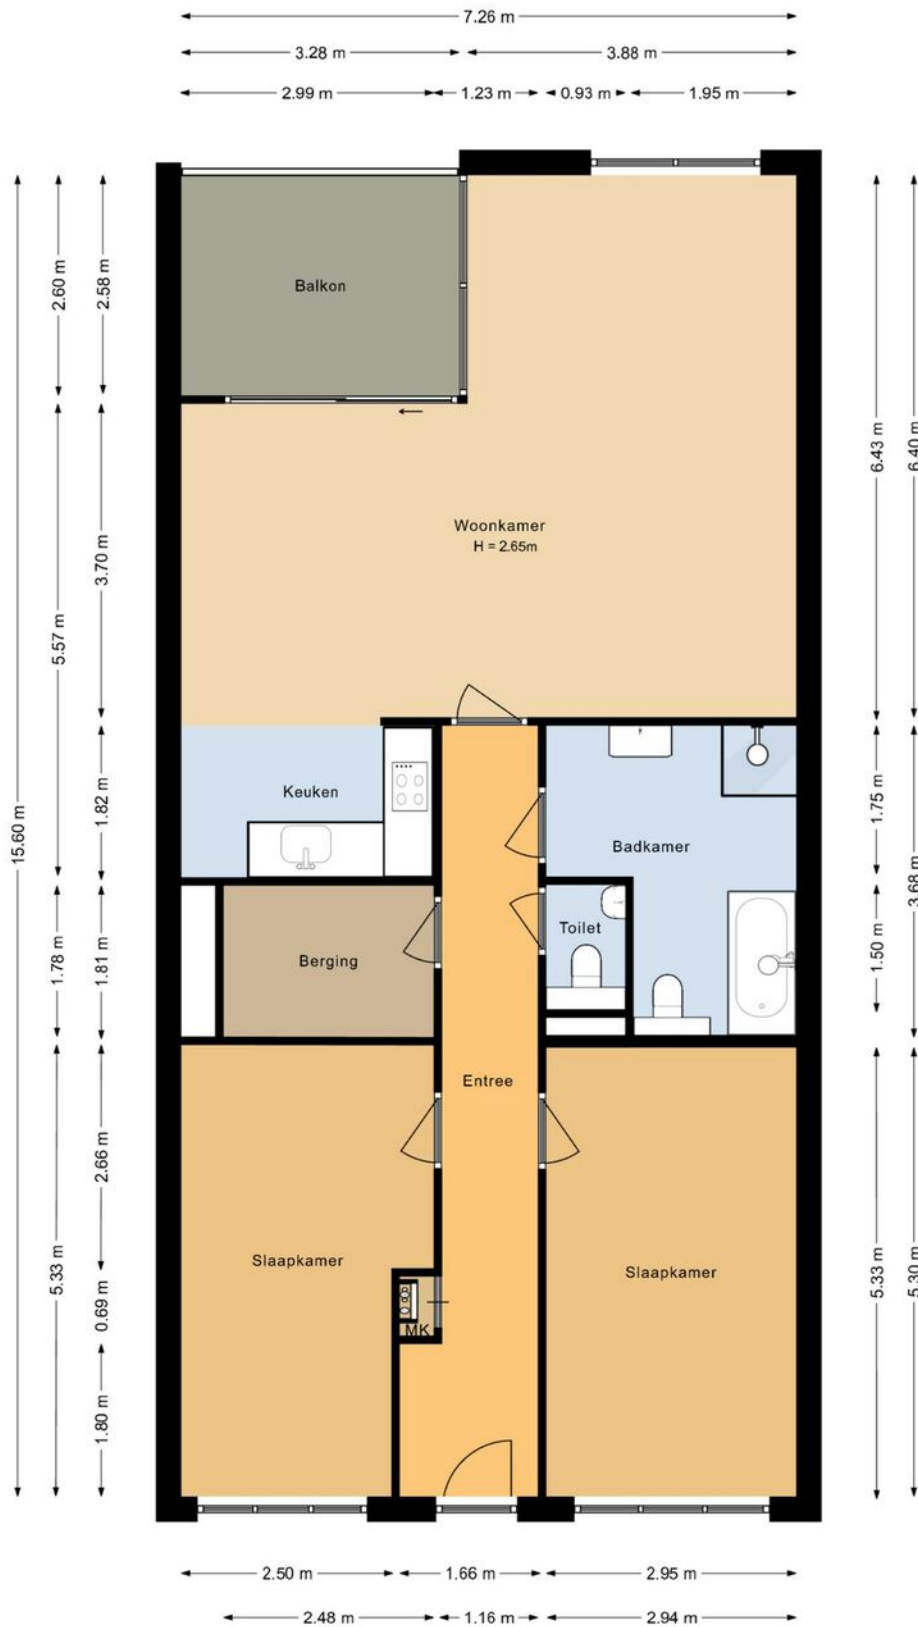 7.26 m
3.28 m
3.88 m
2.99 m
1.23 m
0.93 m
1.95 m
15.60 m
2.60 m
5.57 m
1.78 m
5.33 m
2.58 m
3.70 m
1.82 m
1.81 m
2.66 m
0.69 m
1.80 m
Balkon
Woonkamer
H = 2.65m
Keuken
Badkamer
Toilet
Berging
Entree
Slaapkamer
Slaapkamer
MK
6.43 m
1.75 m
1.50 m
5.33 m
6.40 m
3.68 m
5.30 m
2.50 m
1.66 m
2.95 m
2.48 m
1.16 m
2.94 m